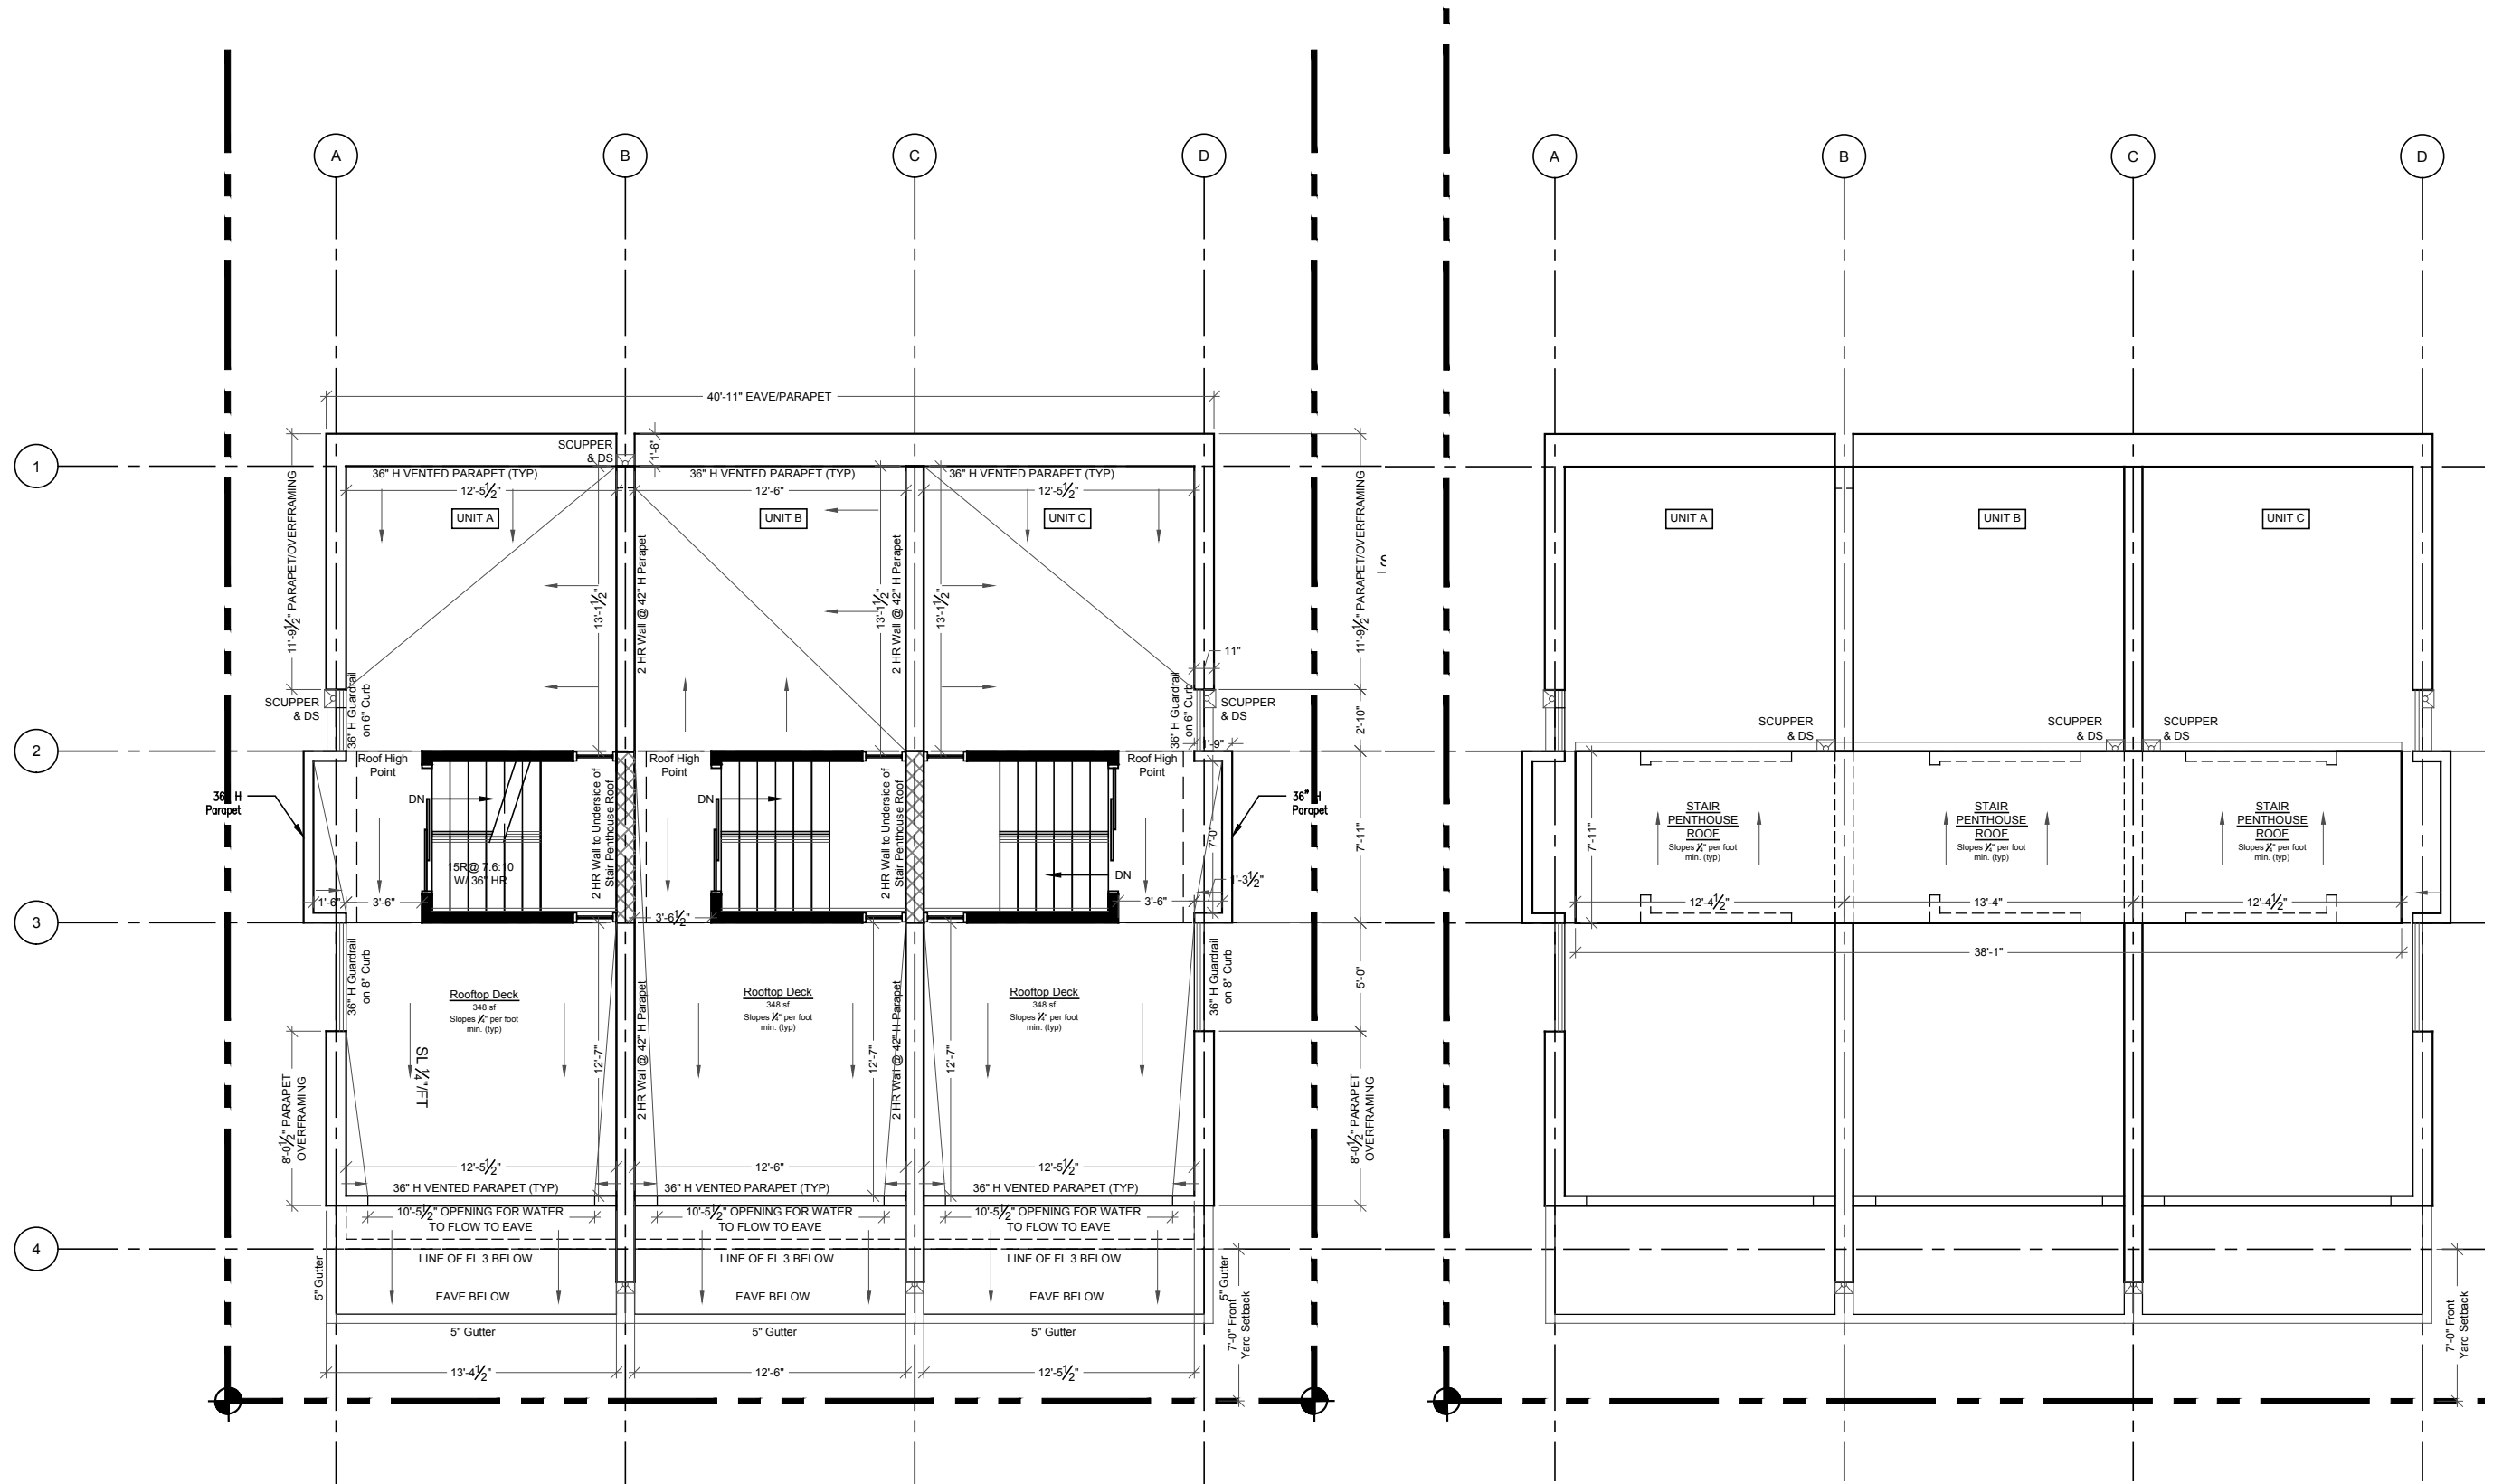 A
B
C
D
A
B
C
D
40'-11" EAVE/PARAPET
SCUPPER
& DS
1'-6"
1
36" H VENTED PARAPET (TYP)
36" H VENTED PARAPET (TYP)
36" H VENTED PARAPET (TYP)
12'-5½"
12'-6"
12'-5½"
UNIT A
UNIT B
UNIT C
UNIT A
UNIT B
UNIT C
11'-9½" PARAPET/OVERFRAMING
13'-1½"
2 HR Wall @ 42" H Parapet
13'-1½"
2 HR Wall @ 42" H Parapet
13'-1½"
11'-9½" PARAPET/OVERFRAMING
11"
SCUPPER
& DS
36" H Guardrail
on 6" Curb
36" H Guardrail
on 6" Curb
SCUPPER
& DS
2'-10"
SCUPPER
& DS
SCUPPER
& DS
SCUPPER
& DS
2
1'-9"
Roof High
Point
Roof High
Point
Roof High
Point
36" H
Parapet
DN
DN
DN
2 HR Wall to Underside of
Stair Penthouse Roof
2 HR Wall to Underside of
Stair Penthouse Roof
36" H
Parapet
7'-0"
7'-11"
7'-11"
15R@ 7.6:10
W/ 36" HR
STAIR
PENTHOUSE
ROOF
Slopes ¼" per foot
min. (typ)
STAIR
PENTHOUSE
ROOF
Slopes ¼" per foot
min. (typ)
STAIR
PENTHOUSE
ROOF
Slopes ¼" per foot
min. (typ)
1'-6"
3'-6"
3'-6½"
3'-6"
1'-3½"
12'-4½"
13'-4"
12'-4½"
3
38'-1"
36" H Guardrail
on 8" Curb
36" H Guardrail
on 8" Curb
5'-0"
Rooftop Deck
348 sf
Slopes ¼" per foot
min. (typ)
Rooftop Deck
348 sf
Slopes ¼" per foot
min. (typ)
Rooftop Deck
348 sf
Slopes ¼" per foot
min. (typ)
SL ¼"/FT
12'-7"
2 HR Wall @ 42" H Parapet
12'-7"
2 HR Wall @ 42" H Parapet
12'-7"
8'-0½" PARAPET
OVERFRAMING
8'-0½" PARAPET
OVERFRAMING
12'-5½"
12'-6"
12'-5½"
36" H VENTED PARAPET (TYP)
36" H VENTED PARAPET (TYP)
36" H VENTED PARAPET (TYP)
10'-5½" OPENING FOR WATER
TO FLOW TO EAVE
10'-5½" OPENING FOR WATER
TO FLOW TO EAVE
10'-5½" OPENING FOR WATER
TO FLOW TO EAVE
4
LINE OF FL 3 BELOW
LINE OF FL 3 BELOW
LINE OF FL 3 BELOW
5" Gutter
EAVE BELOW
EAVE BELOW
EAVE BELOW
5" Gutter
5" Gutter
5" Gutter
5" Gutter
7'-0" Front
Yard Setback
7'-0" Front
Yard Setback
13'-4½"
12'-6"
12'-5½"